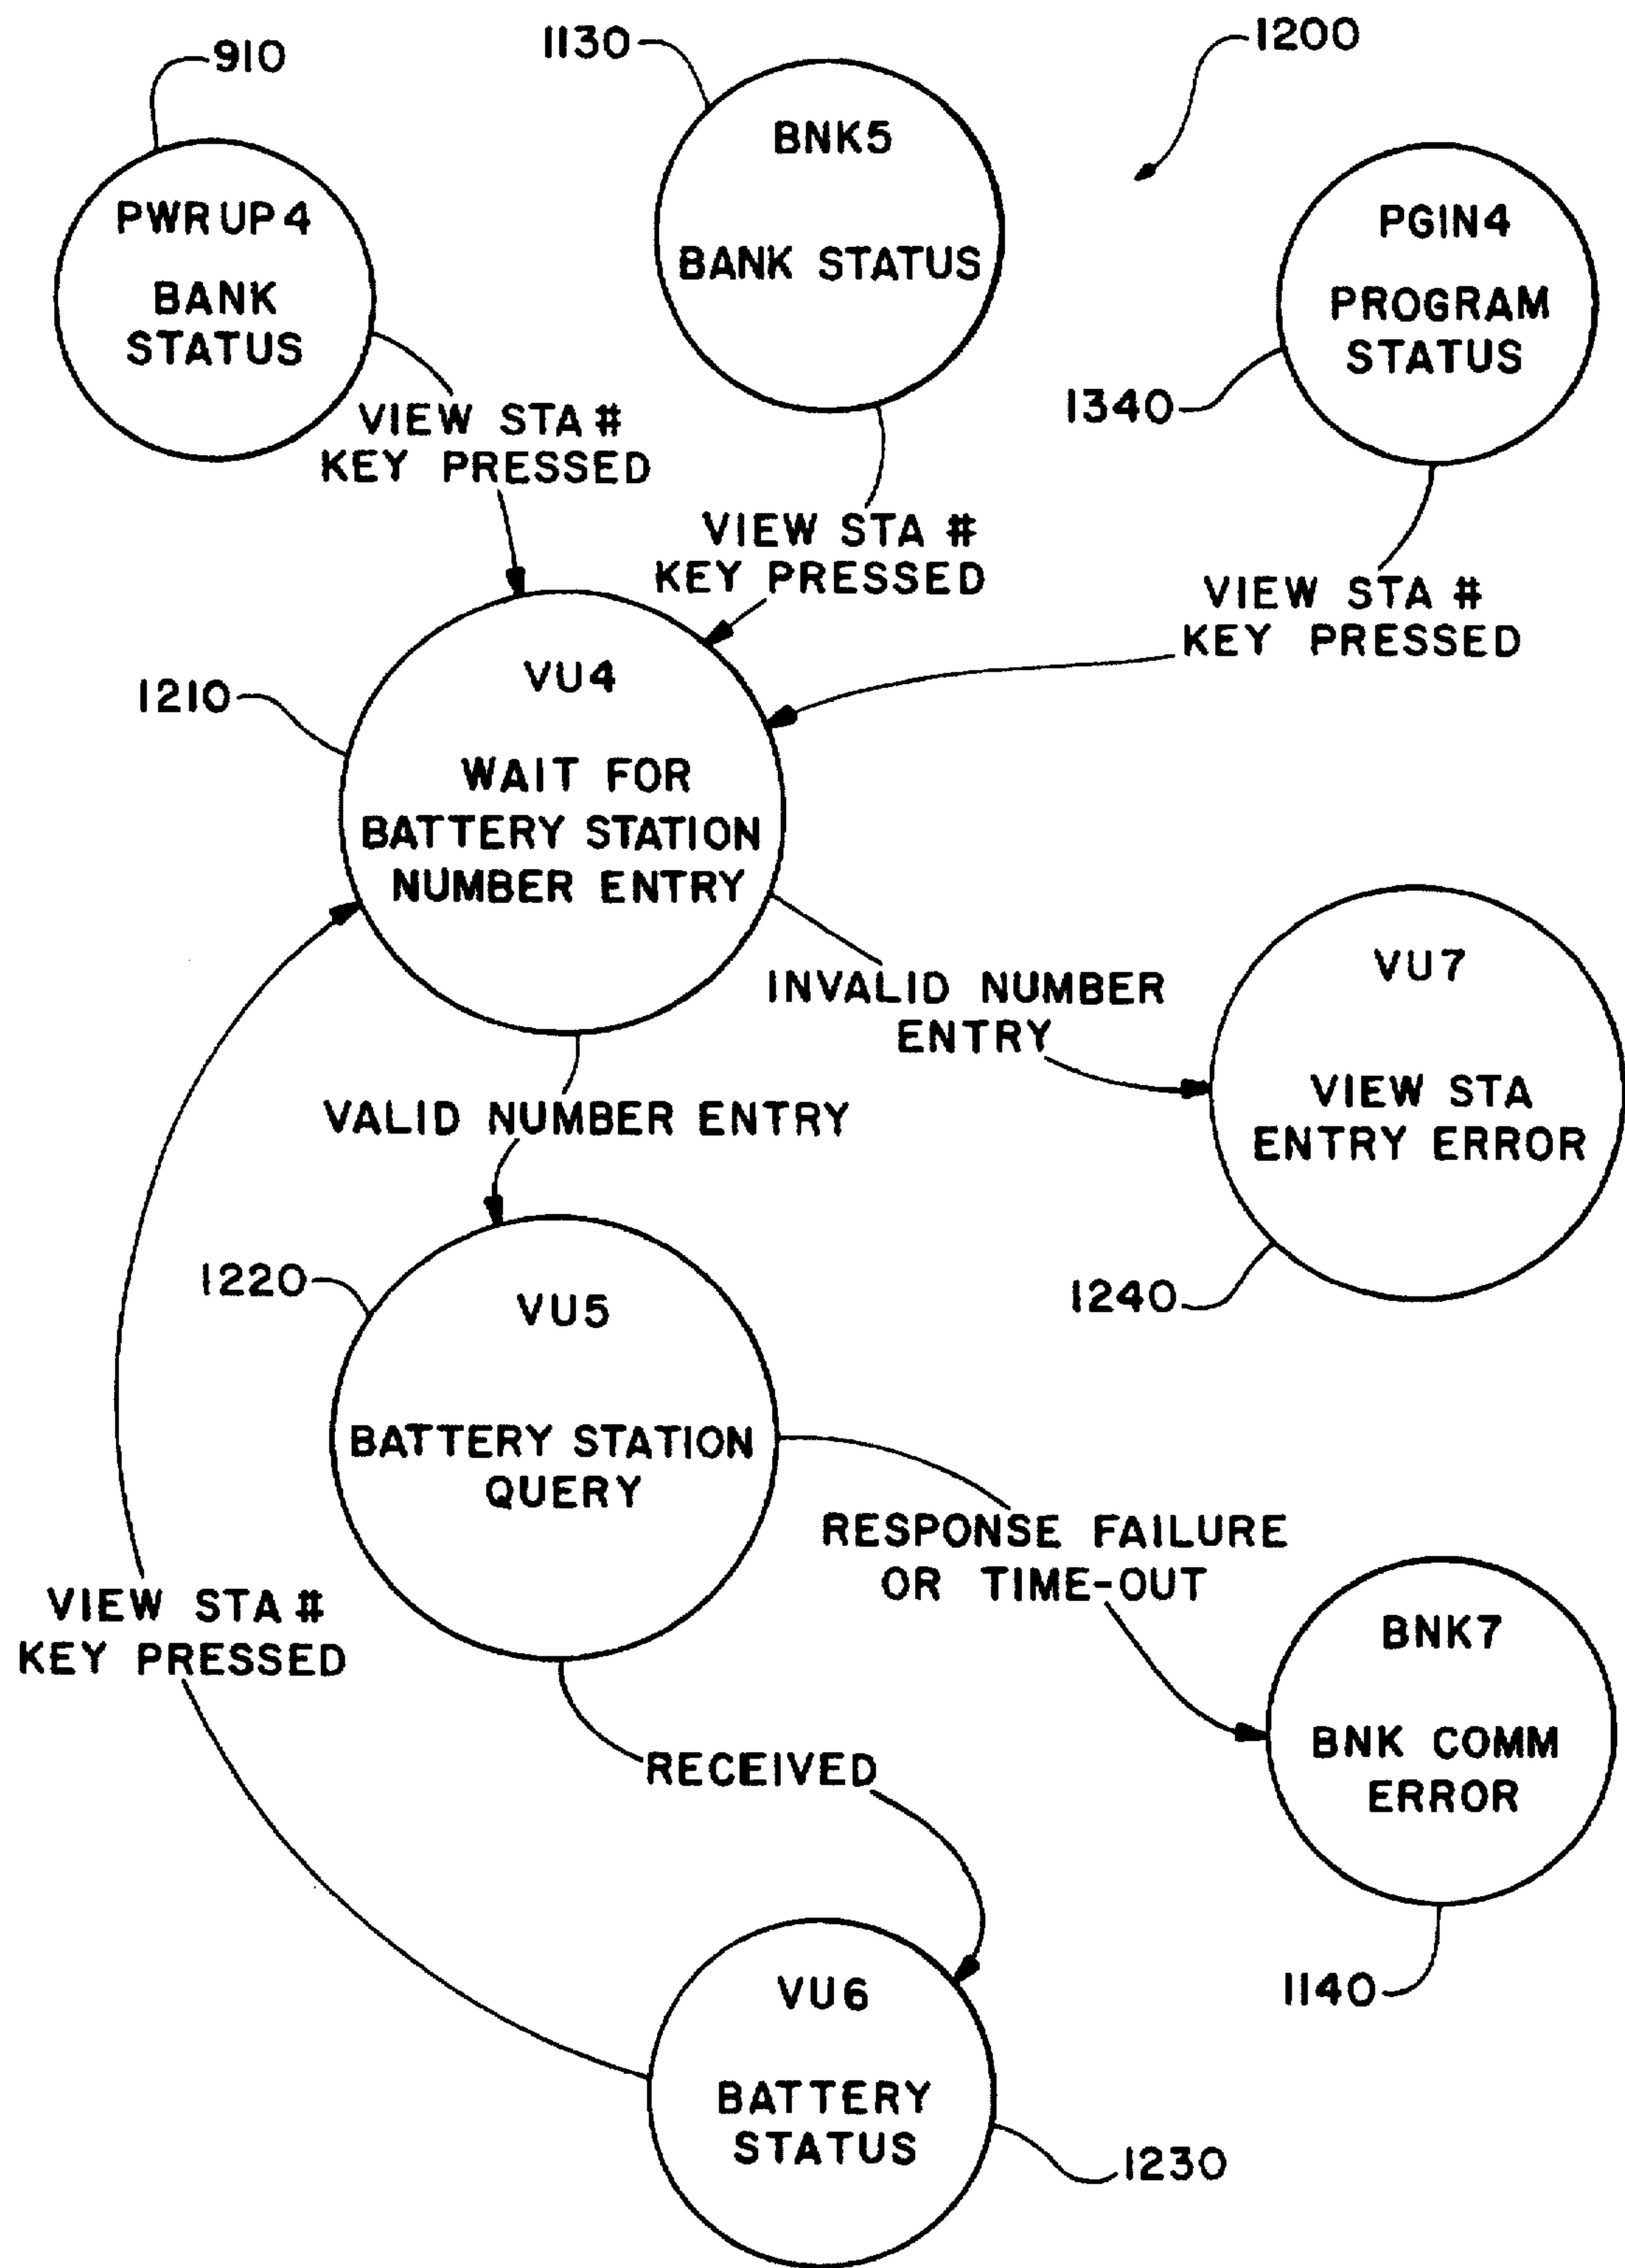 910
1130
1200
PWRUP4
BANK
STATUS
BNK5
BANK STATUS
PGIN4
PROGRAM
STATUS
1340
VIEW STA #
KEY PRESSED
VIEW STA #
KEY PRESSED
VIEW STA #
KEY PRESSED
1210
VU4
WAIT FOR
BATTERY STATION
NUMBER ENTRY
INVALID NUMBER
ENTRY
VU7
VIEW STA
ENTRY ERROR
1240
VALID NUMBER ENTRY
1220
VU5
BATTERY STATION
QUERY
RESPONSE FAILURE
OR TIME-OUT
BNK7
BNK COMM
ERROR
1140
VIEW STA #
KEY PRESSED
RECEIVED
VU6
BATTERY
STATUS
1230